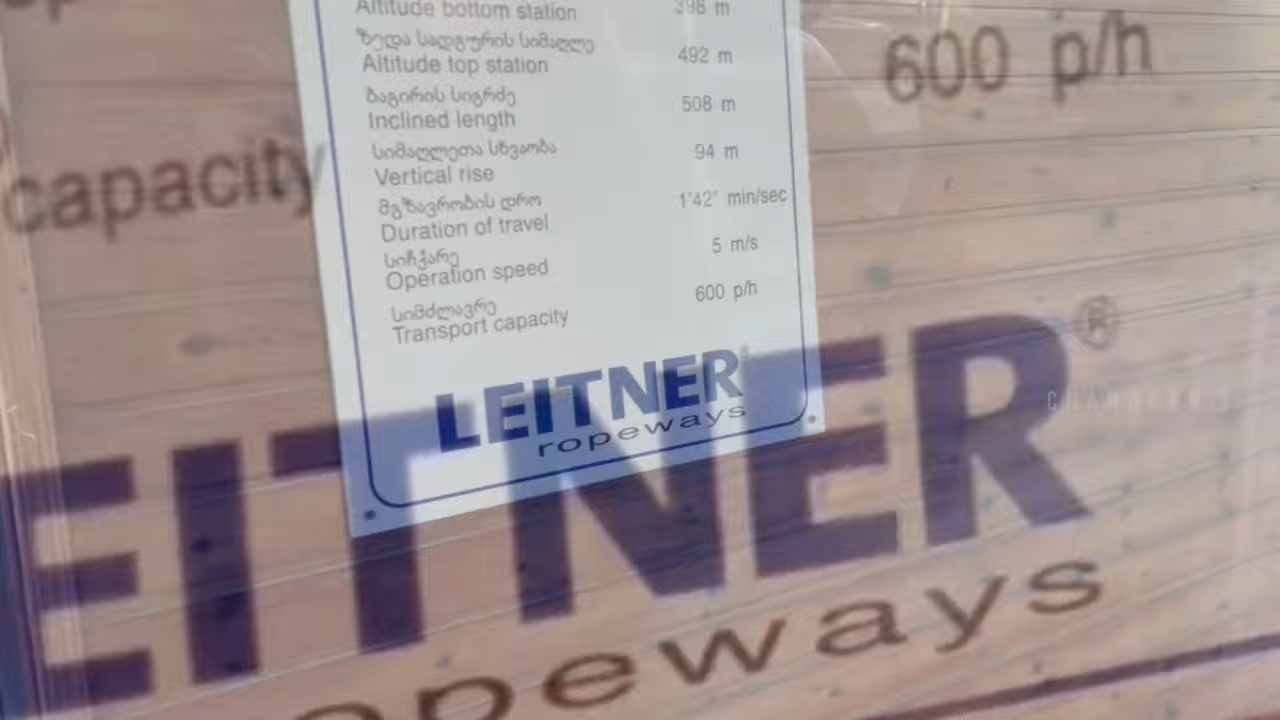 Altitude bottom station 398 m
ზედა სადგურის სიმაღლე
Altitude top station 492 m
ბაგირის სიგრძე
Inclined length 508 m
სიმაღლეთა სხვაობა
Vertical rise 94 m
მგზავრობის დრო
Duration of travel 1'42" min/sec
სიჩქარე
Operation speed 5 m/s
სიმძლავრე
Transport capacity 600 p/h
LEITNER®
ropeways
600 p/h
capacity
EITNER®
ropeways